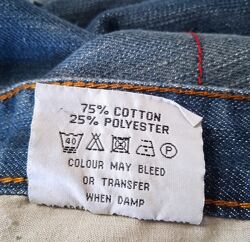 75% COTTON
25% POLYESTER
40 P
COLOUR MAY BLEED
OR TRANSFER
WHEN DAMP